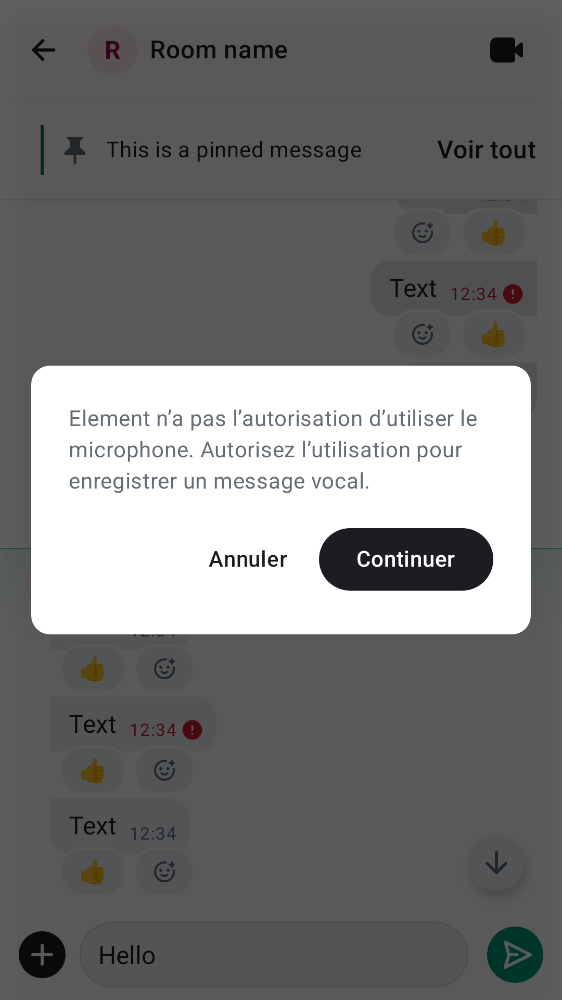 R Room name
This is a pinned message Voir tout
Text 12:34
Element n’a pas l’autorisation d’utiliser le
microphone. Autorisez l’utilisation pour
enregistrer un message vocal.
Annuler Continuer
Text 12:34
Text 12:34
Hello